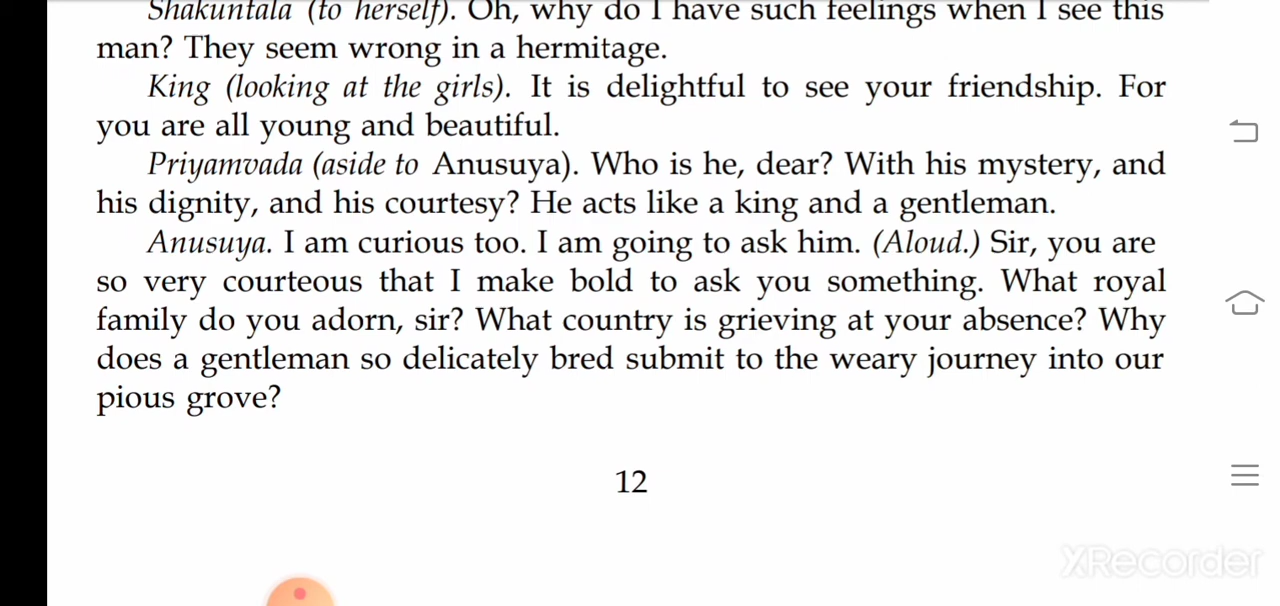 Shakuntala (to herself). Oh, why do I have such feelings when I see this
man? They seem wrong in a hermitage.
King (looking at the girls). It is delightful to see your friendship. For
you are all young and beautiful.
Priyamvada (aside to Anusuya). Who is he, dear? With his mystery, and
his dignity, and his courtesy? He acts like a king and a gentleman.
Anusuya. I am curious too. I am going to ask him. (Aloud.) Sir, you are
so very courteous that I make bold to ask you something. What royal
family do you adorn, sir? What country is grieving at your absence? Why
does a gentleman so delicately bred submit to the weary journey into our
pious grove?
12
XRecorder